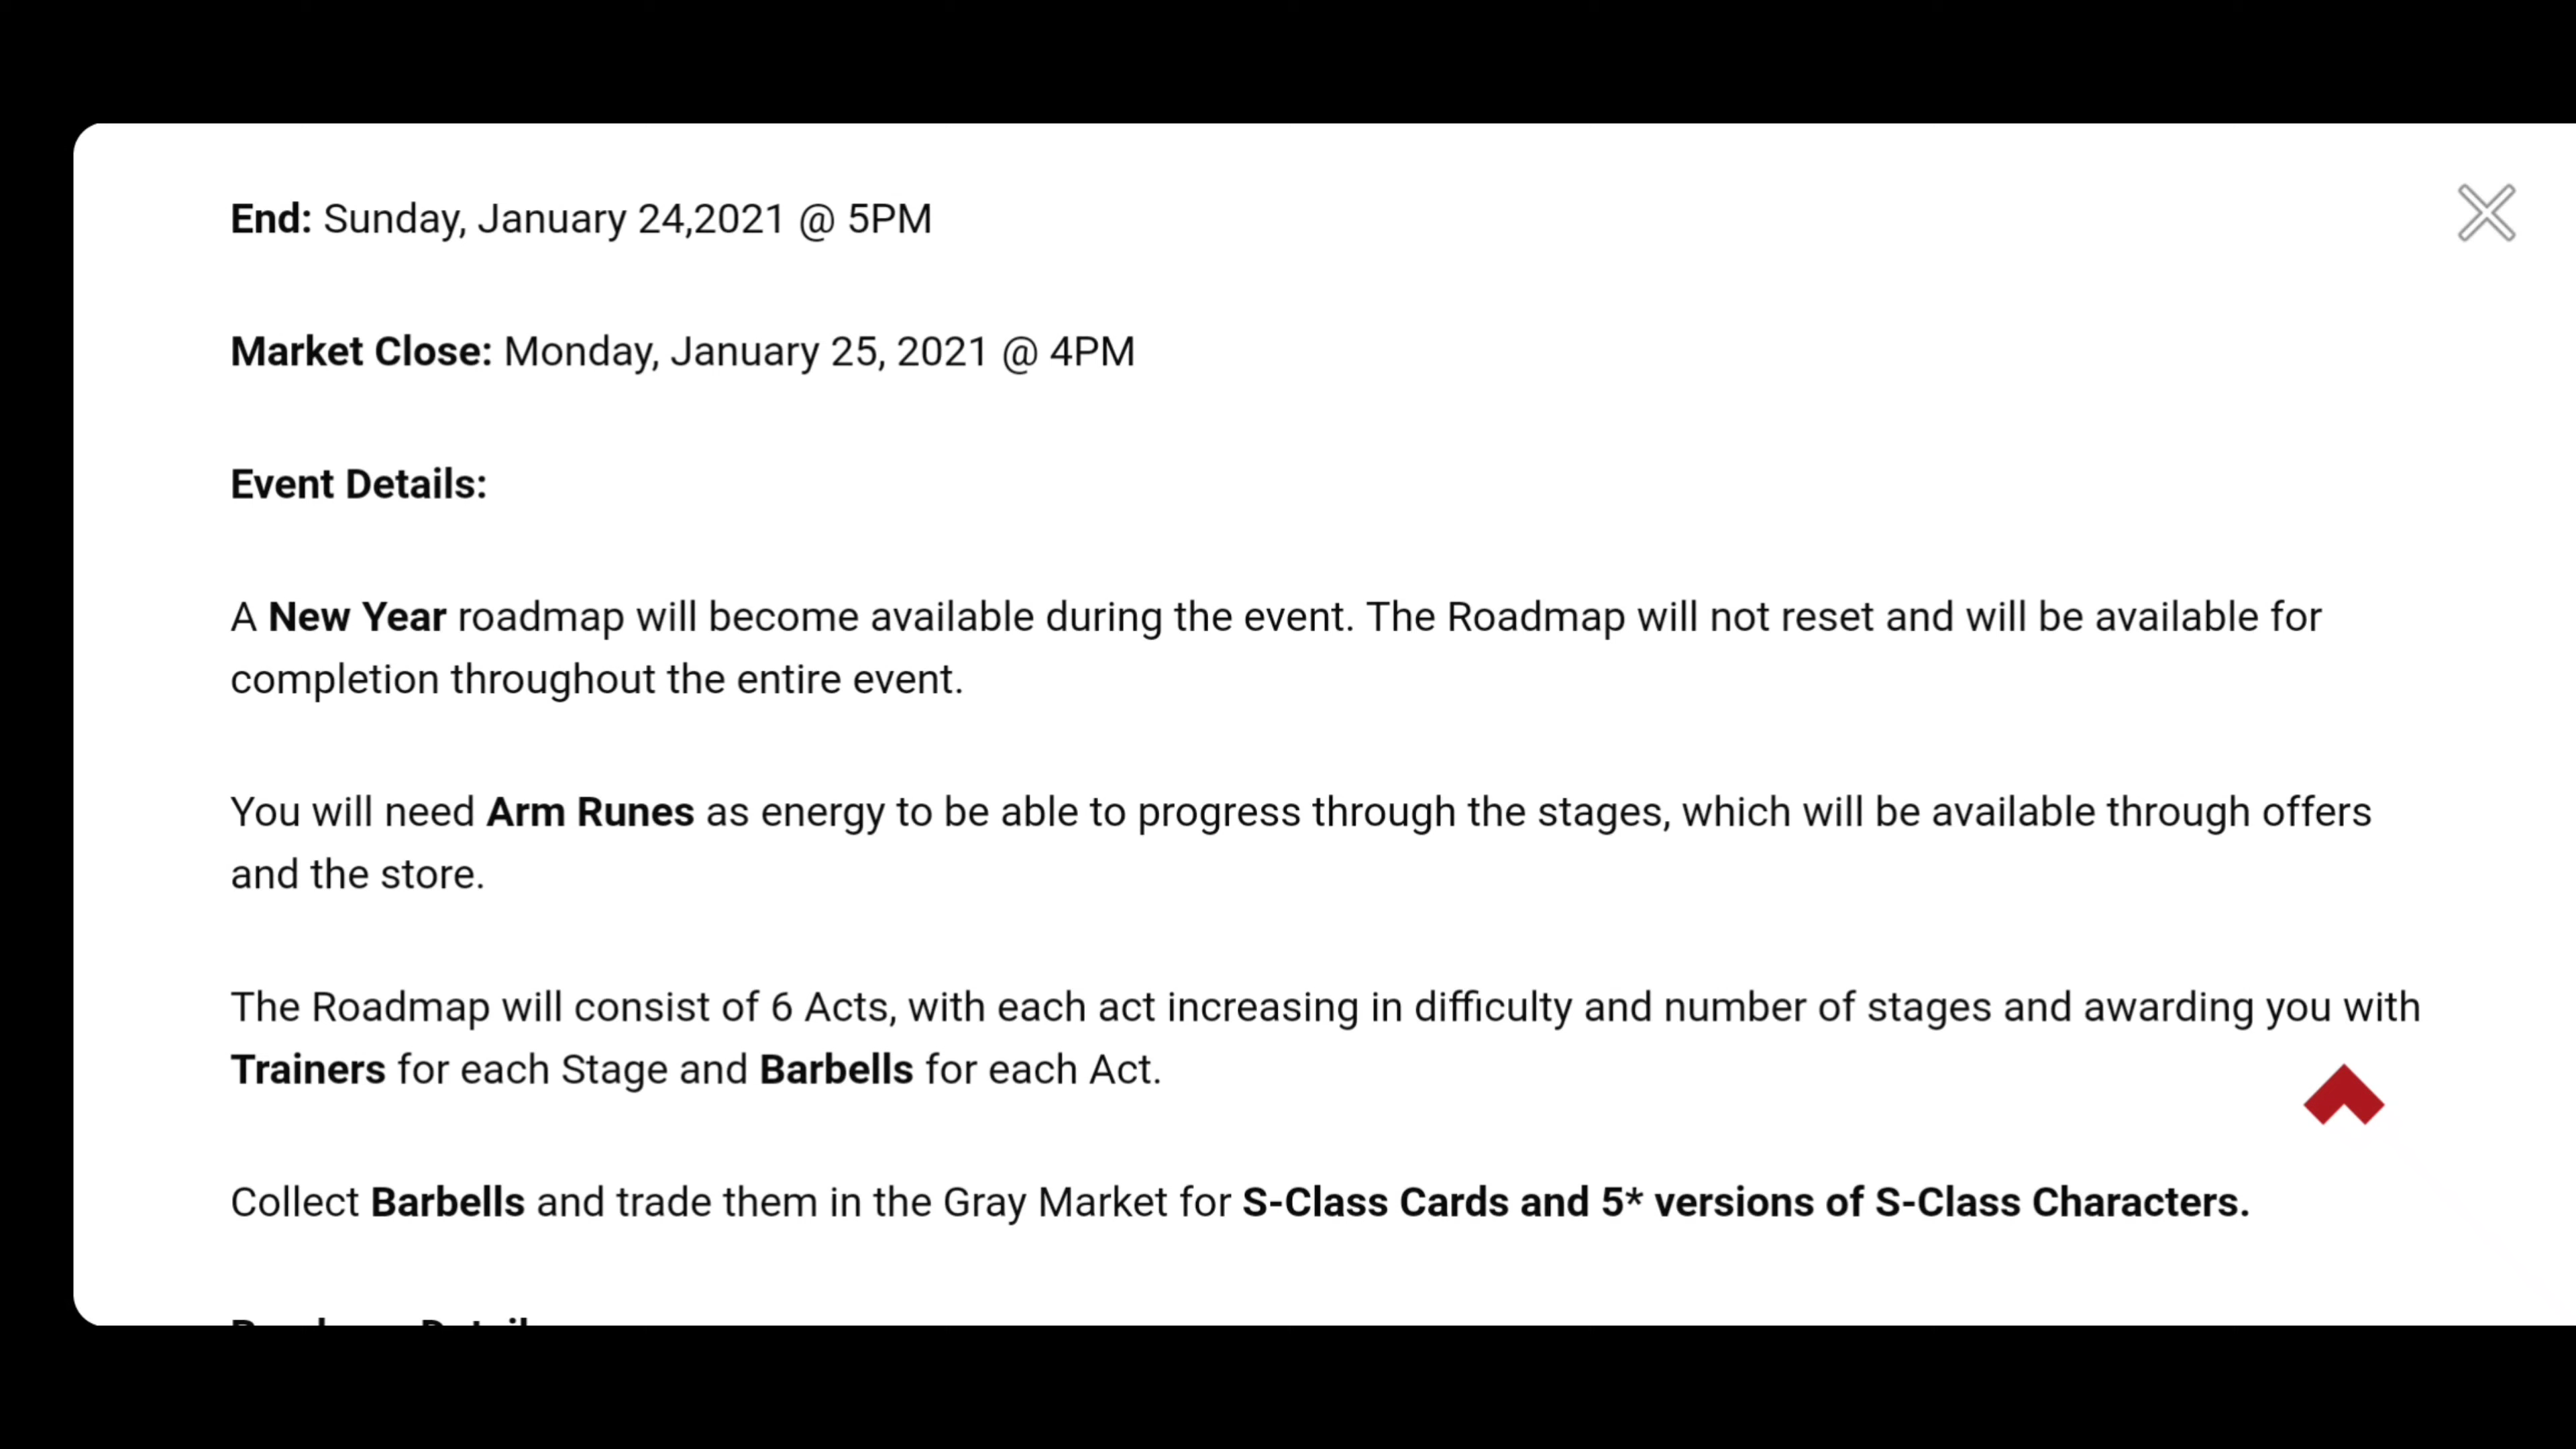 End: Sunday, January 24,2021 @ 5PM
Market Close: Monday, January 25, 2021 @ 4PM
Event Details:
A New Year roadmap will become available during the event. The Roadmap will not reset and will be available for
completion throughout the entire event.
You will need Arm Runes as energy to be able to progress through the stages, which will be available through offers
and the store.
The Roadmap will consist of 6 Acts, with each act increasing in difficulty and number of stages and awarding you with
Trainers for each Stage and Barbells for each Act.
Collect Barbells and trade them in the Gray Market for S-Class Cards and 5* versions of S-Class Characters.